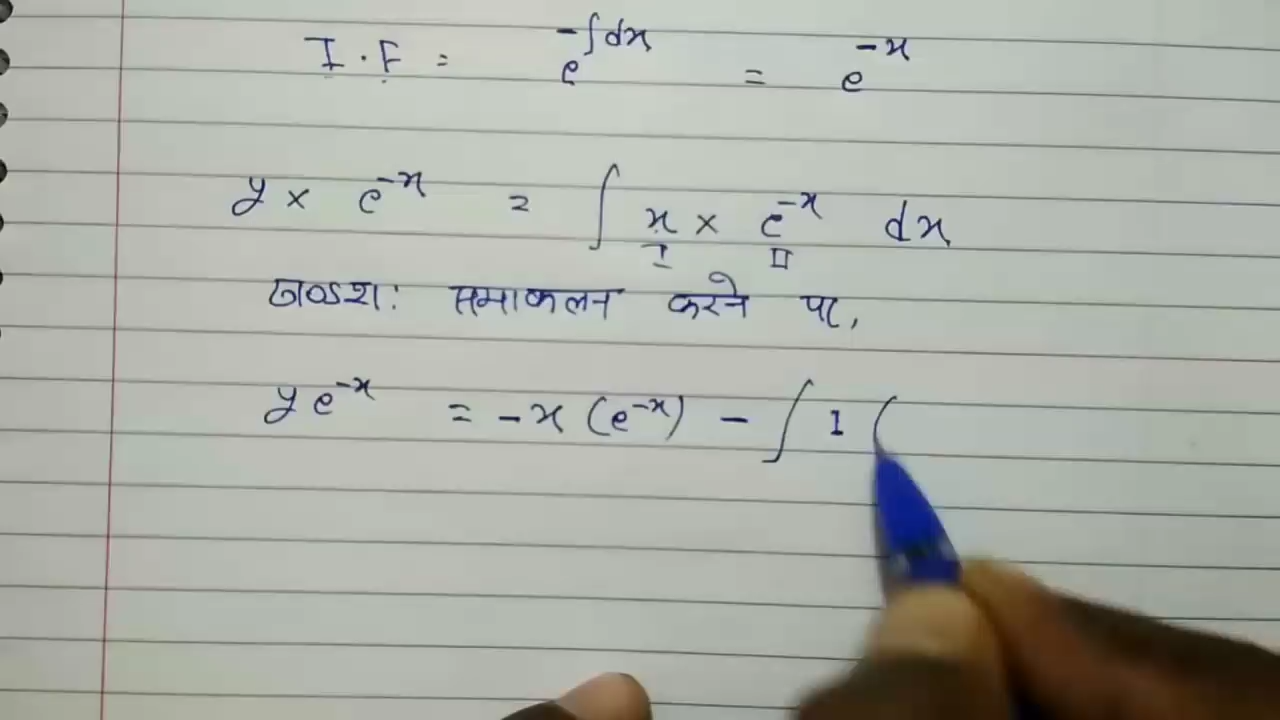 I.F = e^{-∫dx} = e^{-x}
y × e^{-x} = ∫ x × e^{-x} dx
I II
खण्डशः समाकलन करने पर,
y e^{-x} = -x (e^{-x}) - ∫ 1 (